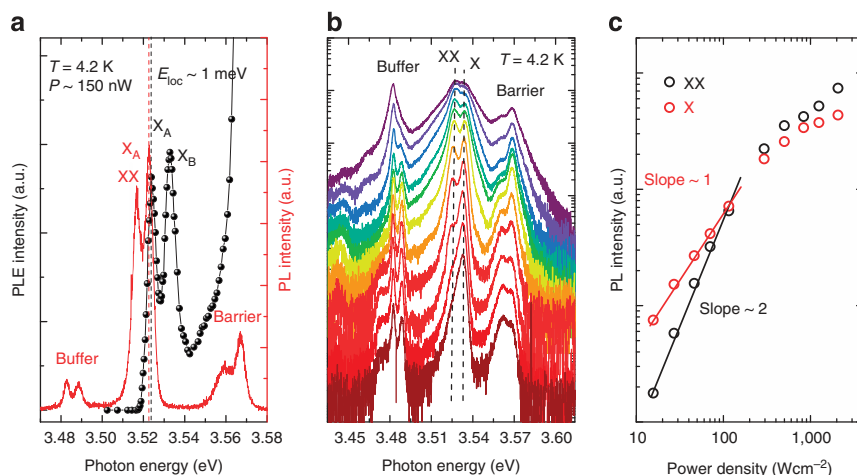 a
T = 4.2 K
P ~ 150 nW
E_loc ~ 1 meV
X_A
X_A
X_B
XX
Buffer
Barrier
PLE intensity (a.u.)
PL intensity (a.u.)
3.48 3.50 3.52 3.54 3.56 3.58
Photon energy (eV)
b
XX X T = 4.2 K
Buffer
Barrier
3.45 3.48 3.51 3.54 3.57 3.60
Photon energy (eV)
c
XX
X
Slope ~ 1
Slope ~ 2
PL intensity (a.u.)
10 100 1,000
Power density (Wcm⁻²)